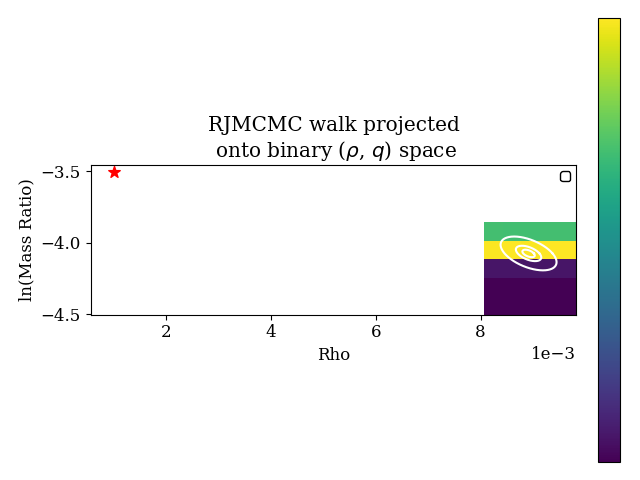 RJMCMC walk projected
onto binary (ρ, q) space
ln(Mass Ratio)
−3.5
−4.0
−4.5
2 4 6 8
Rho
1e−3